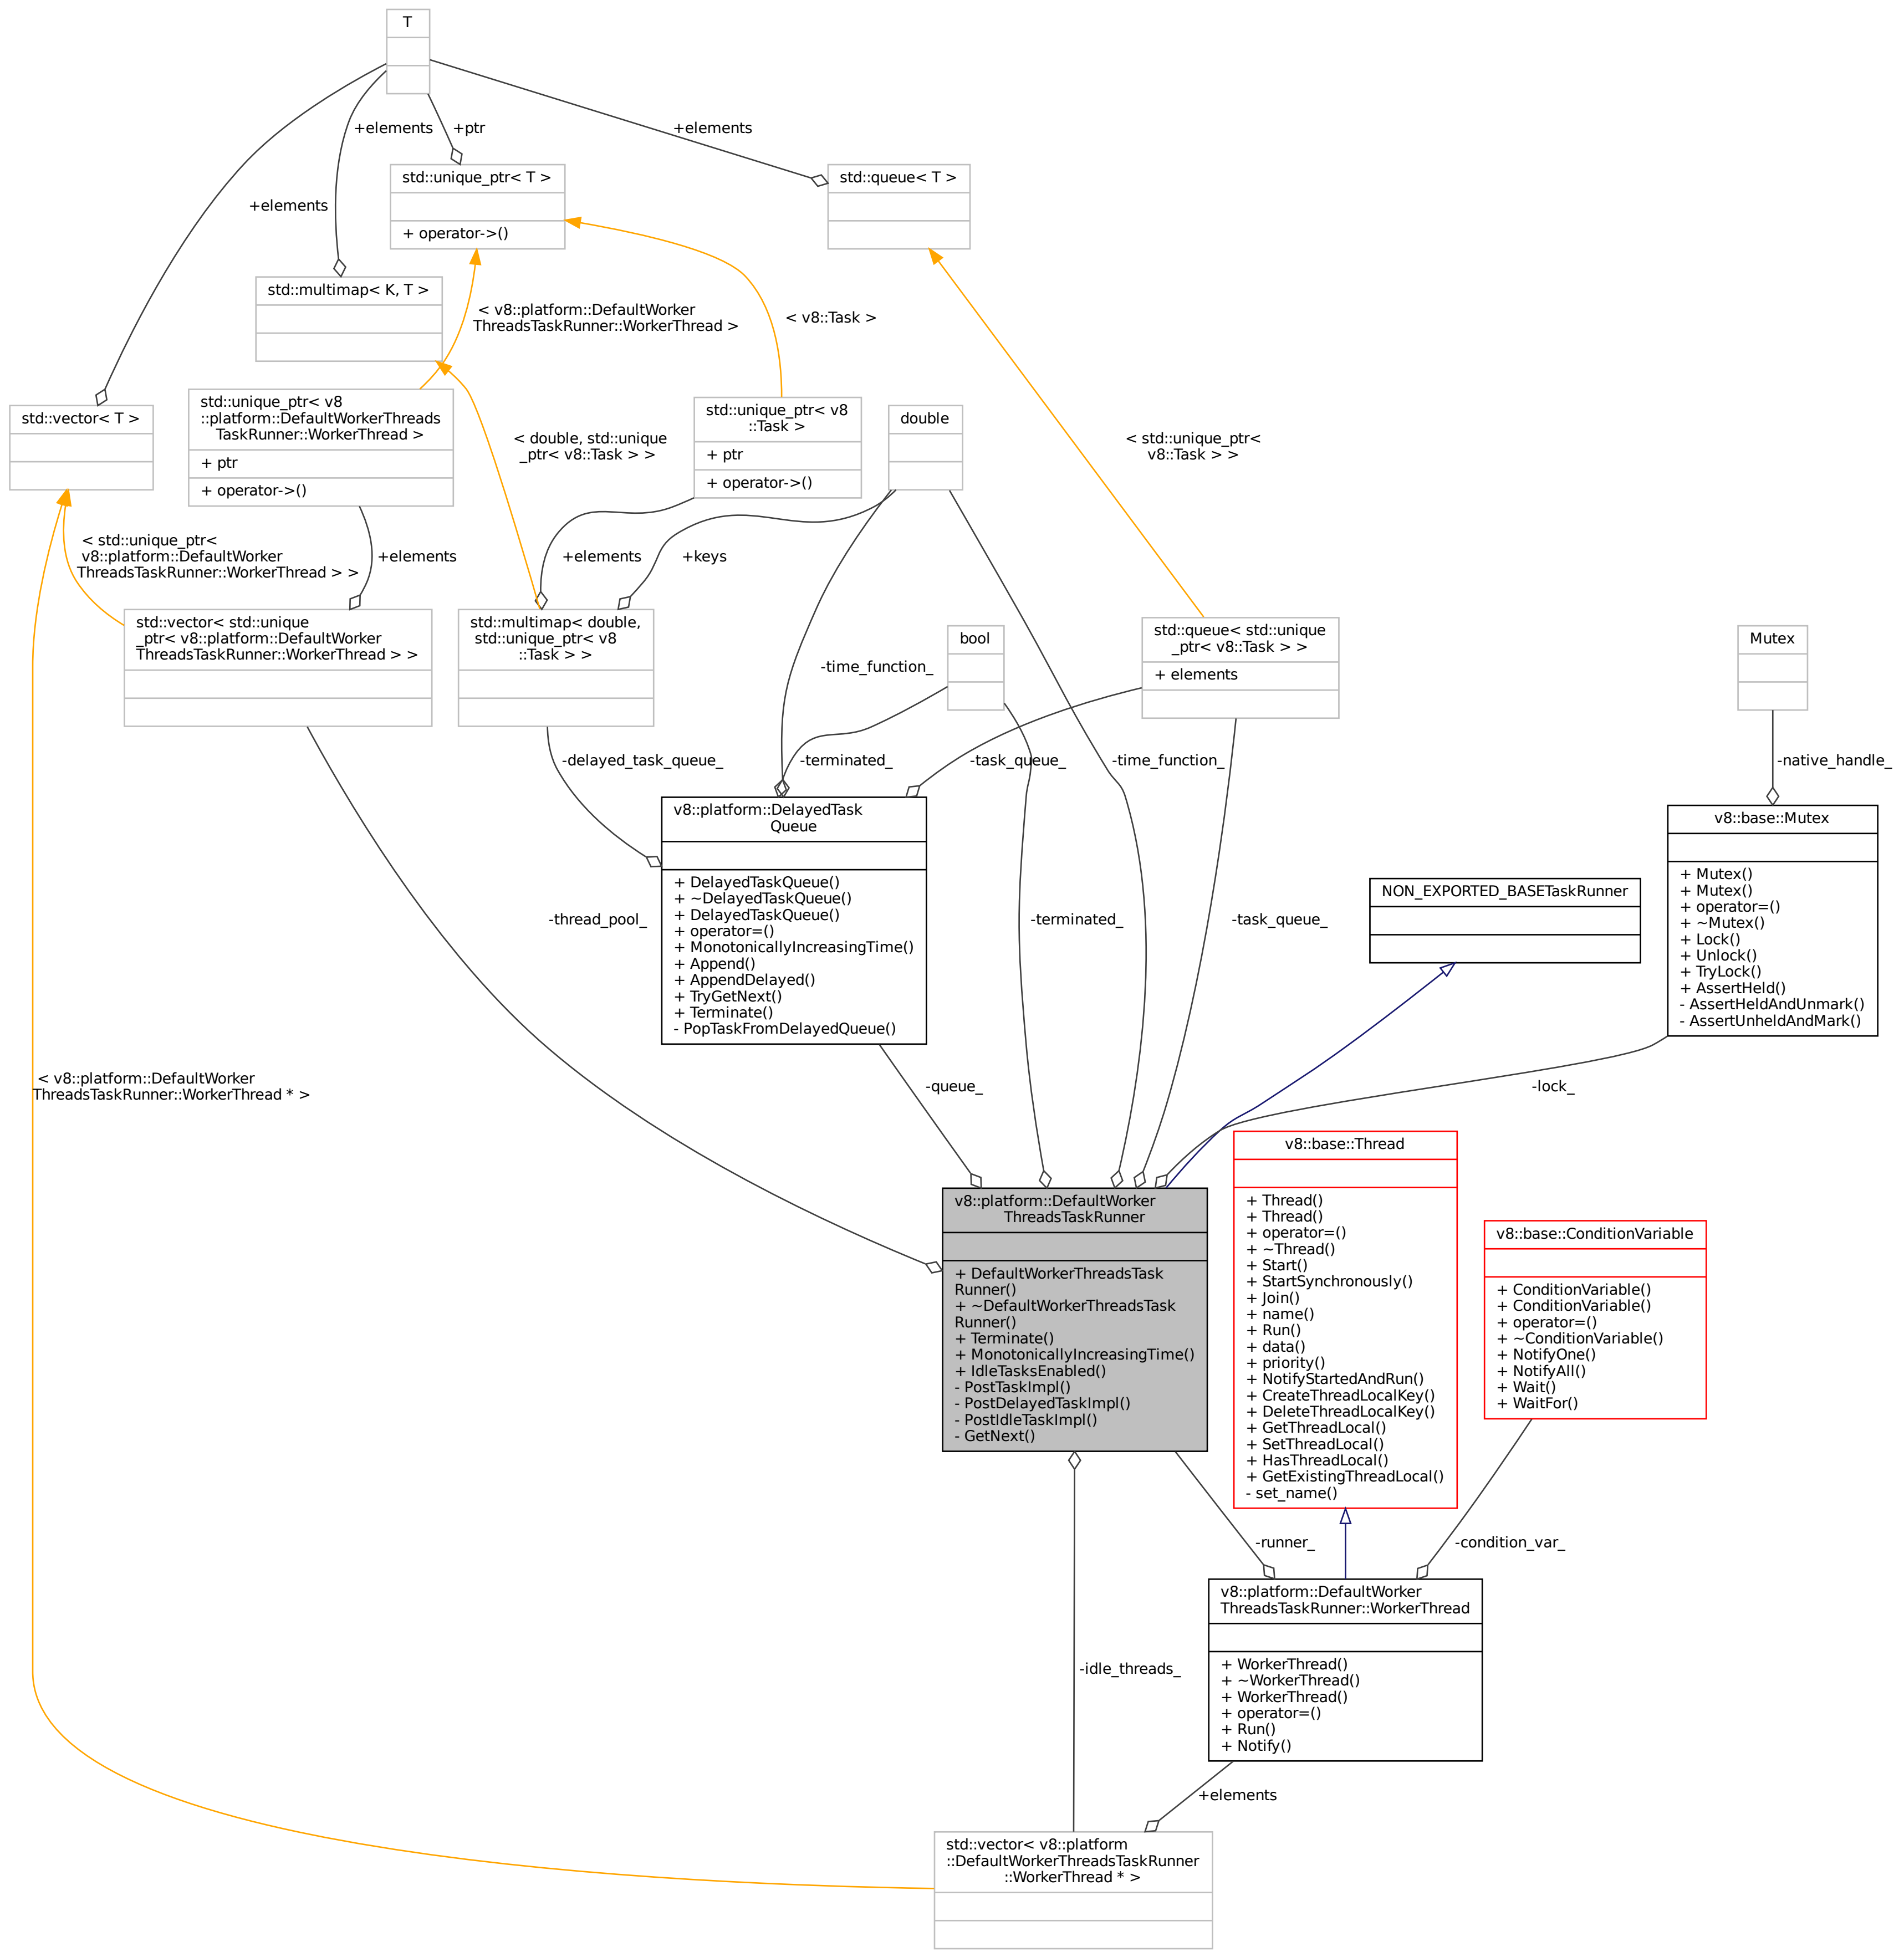 T
+elements
+ptr
+elements
std::unique_ptr< T >
+ operator->()
std::queue< T >
+elements
std::multimap< K, T >
< v8::platform::DefaultWorker
ThreadsTaskRunner::WorkerThread >
< v8::Task >
std::vector< T >
std::unique_ptr< v8
::platform::DefaultWorkerThreads
TaskRunner::WorkerThread >
+ ptr
+ operator->()
< double, std::unique
_ptr< v8::Task > >
std::unique_ptr< v8
::Task >
+ ptr
+ operator->()
double
< std::unique_ptr<
v8::Task > >
< std::unique_ptr<
v8::platform::DefaultWorker
ThreadsTaskRunner::WorkerThread > >
+elements
+elements
+keys
std::vector< std::unique
_ptr< v8::platform::DefaultWorker
ThreadsTaskRunner::WorkerThread > >
std::multimap< double,
std::unique_ptr< v8
::Task > >
-time_function_
bool
std::queue< std::unique
_ptr< v8::Task > >
+ elements
Mutex
-delayed_task_queue_
-terminated_
-task_queue_
-time_function_
-native_handle_
v8::platform::DelayedTask
Queue
+ DelayedTaskQueue()
+ ~DelayedTaskQueue()
+ DelayedTaskQueue()
+ operator=()
+ MonotonicallyIncreasingTime()
+ Append()
+ AppendDelayed()
+ TryGetNext()
+ Terminate()
- PopTaskFromDelayedQueue()
v8::base::Mutex
+ Mutex()
+ Mutex()
+ operator=()
+ ~Mutex()
+ Lock()
+ Unlock()
+ TryLock()
+ AssertHeld()
- AssertHeldAndUnmark()
- AssertUnheldAndMark()
NON_EXPORTED_BASETaskRunner
-thread_pool_
-terminated_
-task_queue_
< v8::platform::DefaultWorker
ThreadsTaskRunner::WorkerThread * >
-queue_
-lock_
v8::platform::DefaultWorker
ThreadsTaskRunner
+ DefaultWorkerThreadsTask
Runner()
+ ~DefaultWorkerThreadsTask
Runner()
+ Terminate()
+ MonotonicallyIncreasingTime()
+ IdleTasksEnabled()
- PostTaskImpl()
- PostDelayedTaskImpl()
- PostIdleTaskImpl()
- GetNext()
v8::base::Thread
+ Thread()
+ Thread()
+ operator=()
+ ~Thread()
+ Start()
+ StartSynchronously()
+ Join()
+ name()
+ Run()
+ data()
+ priority()
+ NotifyStartedAndRun()
+ CreateThreadLocalKey()
+ DeleteThreadLocalKey()
+ GetThreadLocal()
+ SetThreadLocal()
+ HasThreadLocal()
+ GetExistingThreadLocal()
- set_name()
v8::base::ConditionVariable
+ ConditionVariable()
+ ConditionVariable()
+ operator=()
+ ~ConditionVariable()
+ NotifyOne()
+ NotifyAll()
+ Wait()
+ WaitFor()
-runner_
-condition_var_
v8::platform::DefaultWorker
ThreadsTaskRunner::WorkerThread
+ WorkerThread()
+ ~WorkerThread()
+ WorkerThread()
+ operator=()
+ Run()
+ Notify()
-idle_threads_
+elements
std::vector< v8::platform
::DefaultWorkerThreadsTaskRunner
::WorkerThread * >